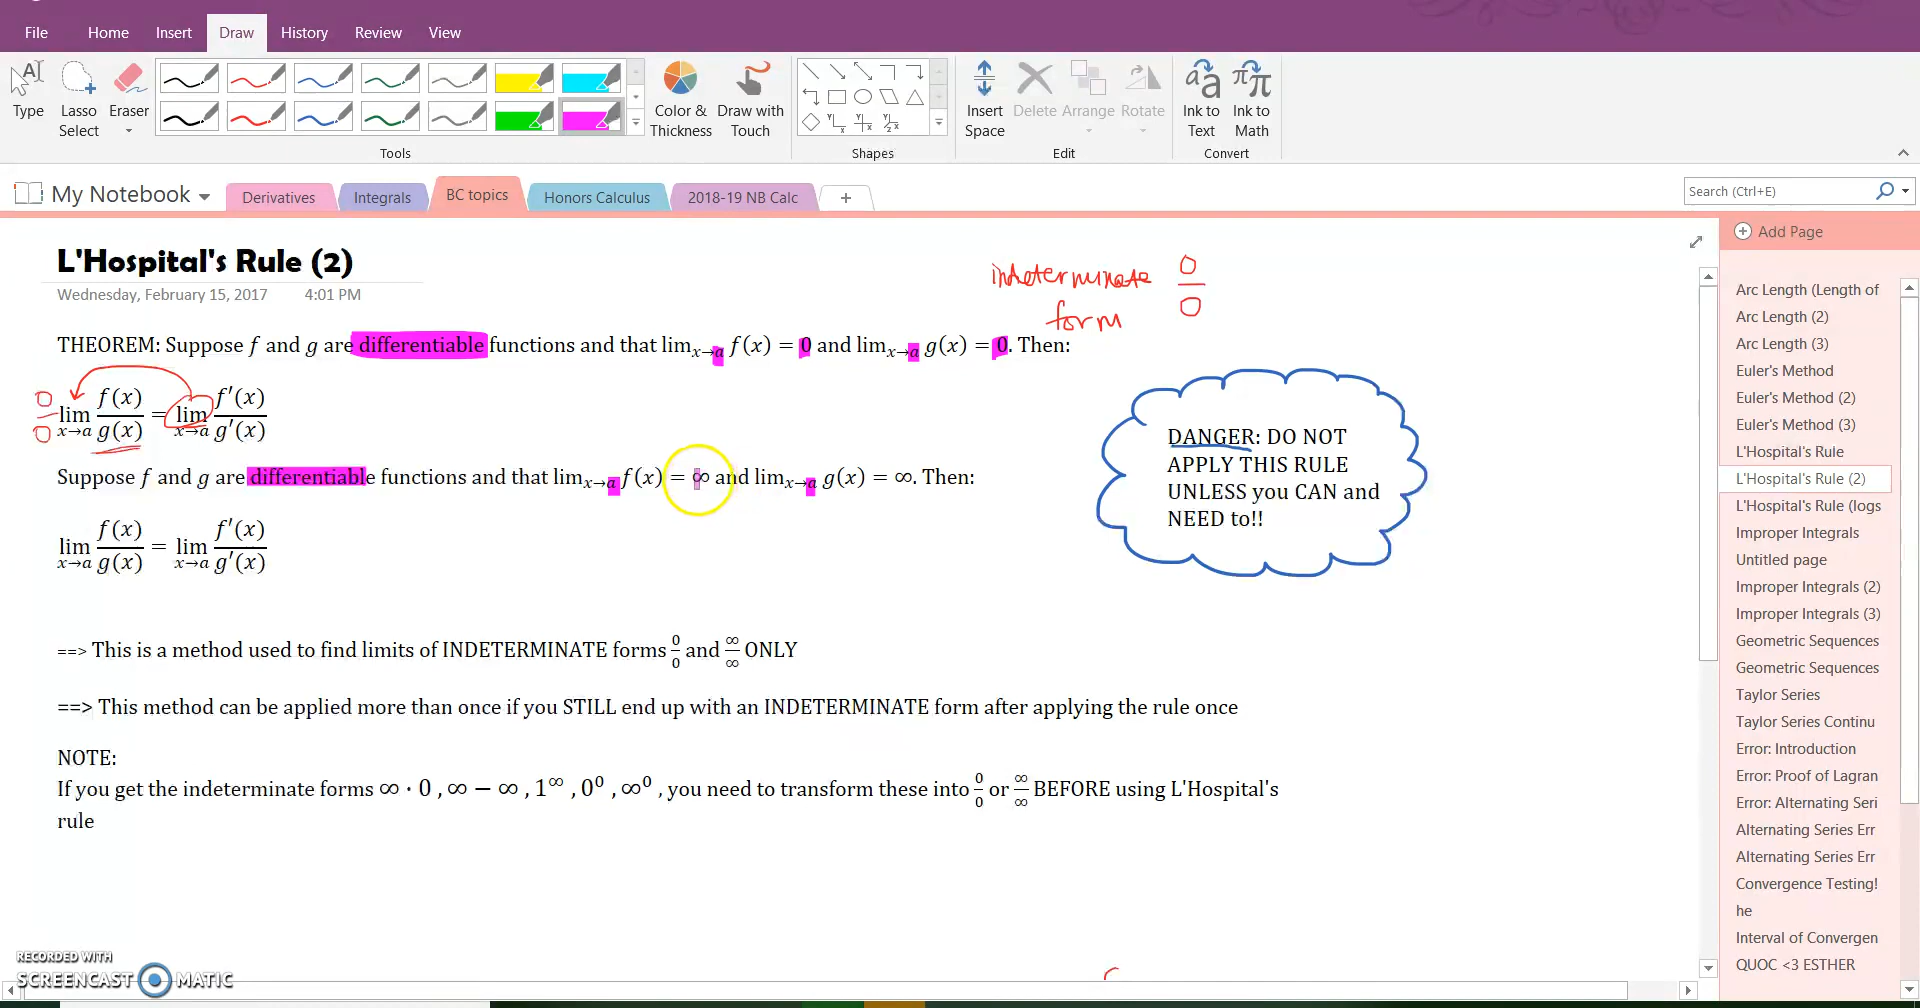 File Home Insert Draw History Review View
Type
Lasso Select
Eraser
Color & Thickness
Draw with Touch
Insert Space
Delete
Arrange
Rotate
Ink to Text
Ink to Math
Tools
Shapes
Edit
Convert
My Notebook
Derivatives
Integrals
BC topics
Honors Calculus
2018-19 NB Calc
+
Search (Ctrl+E)
L'Hospital's Rule (2)
Wednesday, February 15, 2017 4:01 PM
indeterminate form 0/0
THEOREM: Suppose f and g are differentiable functions and that lim x→a f(x) = 0 and lim x→a g(x) = 0. Then:
0/0 lim x→a f(x)/g(x) = lim x→a f'(x)/g'(x)
Suppose f and g are differentiable functions and that lim x→a f(x) = ∞ and lim x→a g(x) = ∞. Then:
lim x→a f(x)/g(x) = lim x→a f'(x)/g'(x)
DANGER: DO NOT
APPLY THIS RULE
UNLESS you CAN and
NEED to!!
==> This is a method used to find limits of INDETERMINATE forms 0/0 and ∞/∞ ONLY
==> This method can be applied more than once if you STILL end up with an INDETERMINATE form after applying the rule once
NOTE:
If you get the indeterminate forms ∞ · 0 , ∞ − ∞ , 1^∞ , 0^0 , ∞^0 , you need to transform these into 0/0 or ∞/∞ BEFORE using L'Hospital's
rule
Add Page
Arc Length (Length of
Arc Length (2)
Arc Length (3)
Euler's Method
Euler's Method (2)
Euler's Method (3)
L'Hospital's Rule
L'Hospital's Rule (2)
L'Hospital's Rule (logs
Improper Integrals
Untitled page
Improper Integrals (2)
Improper Integrals (3)
Geometric Sequences
Geometric Sequences
Taylor Series
Taylor Series Continu
Error: Introduction
Error: Proof of Lagran
Error: Alternating Seri
Alternating Series Err
Alternating Series Err
Convergence Testing!
he
Interval of Convergen
QUOC <3 ESTHER
RECORDED WITH
SCREENCAST MATIC